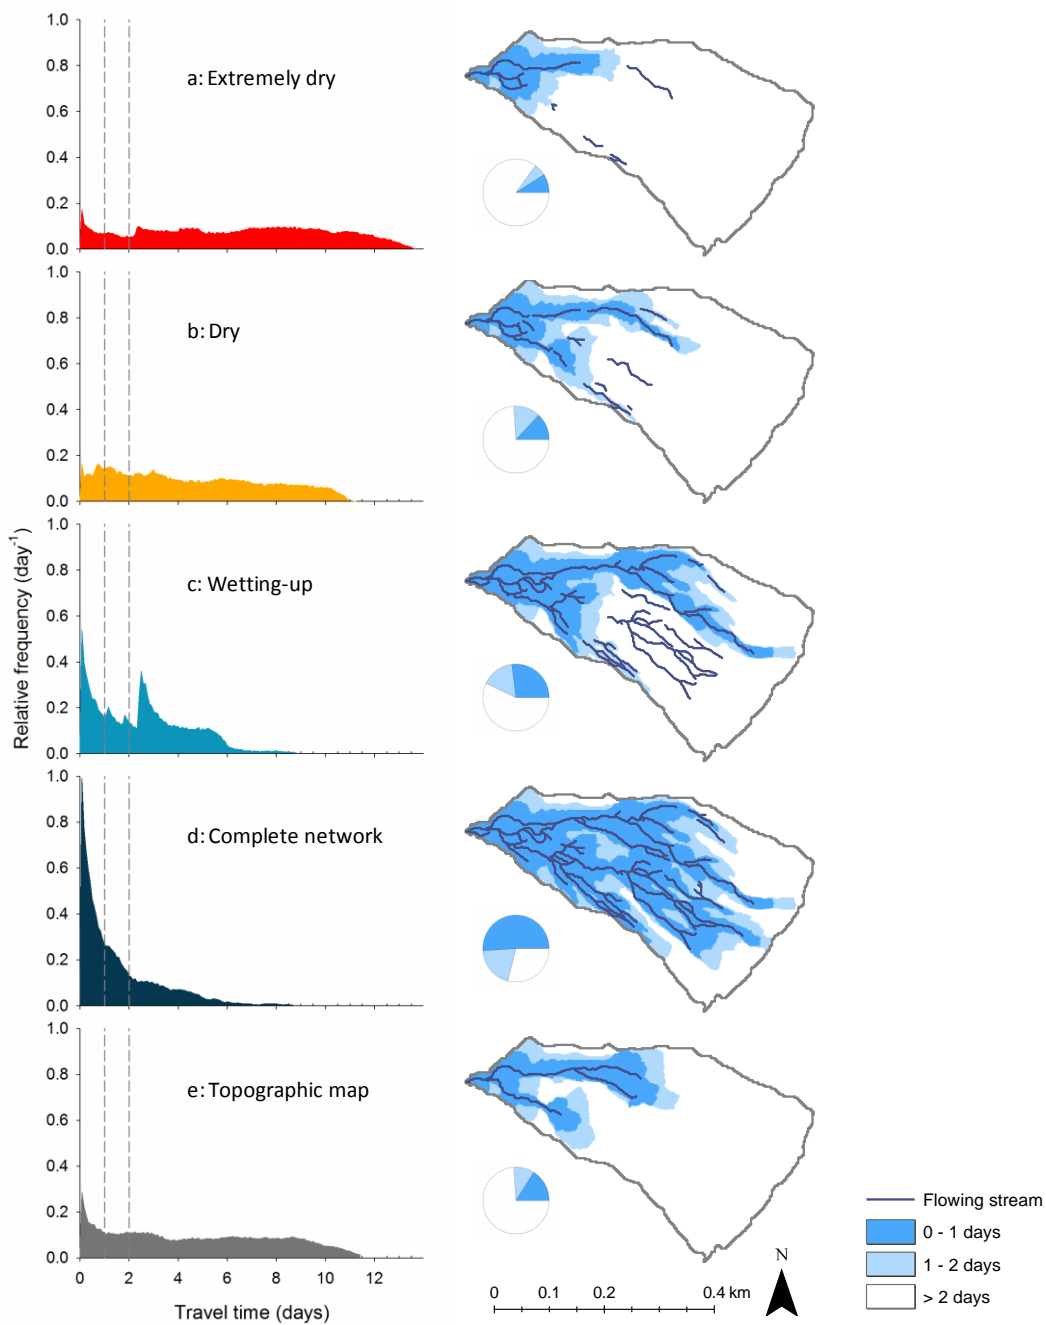 1.0
0.8
0.6
0.4
0.2
0.0
a: Extremely dry
1.0
0.8
0.6
0.4
0.2
0.0
b: Dry
Relative frequency (day⁻¹)
1.0
0.8
0.6
0.4
0.2
0.0
c: Wetting-up
1.0
0.8
0.6
0.4
0.2
0.0
d: Complete network
1.0
0.8
0.6
0.4
0.2
0.0
e: Topographic map
0 2 4 6 8 10 12
Travel time (days)
0 0.1 0.2 0.4 km
N
Flowing stream
0 - 1 days
1 - 2 days
> 2 days